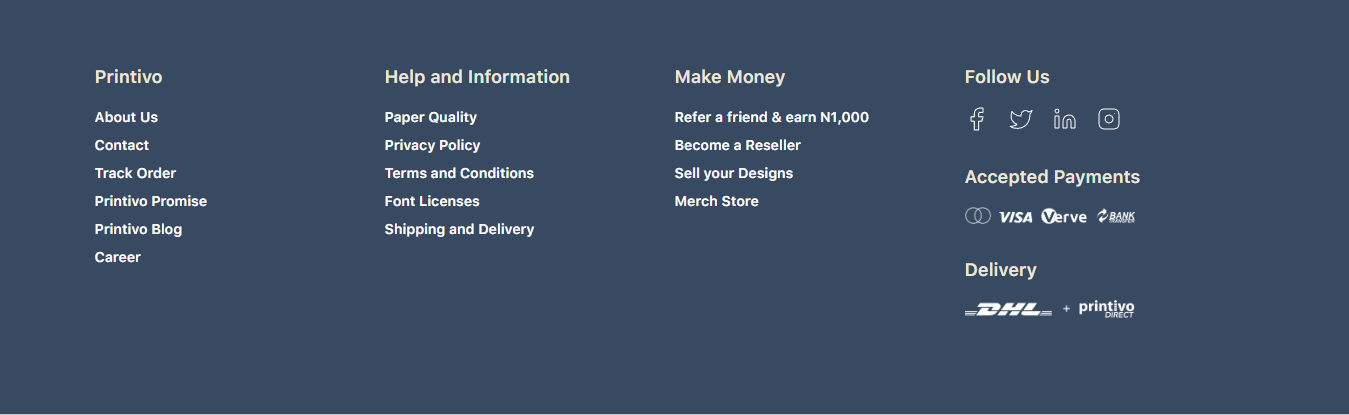 Printivo
About Us
Contact
Track Order
Printivo Promise
Printivo Blog
Career
Help and Information
Paper Quality
Privacy Policy
Terms and Conditions
Font Licenses
Shipping and Delivery
Make Money
Refer a friend & earn N1,000
Become a Reseller
Sell your Designs
Merch Store
Follow Us
Accepted Payments
VISA Verve BANK TRANSFER
Delivery
DHL + printivo DIRECT